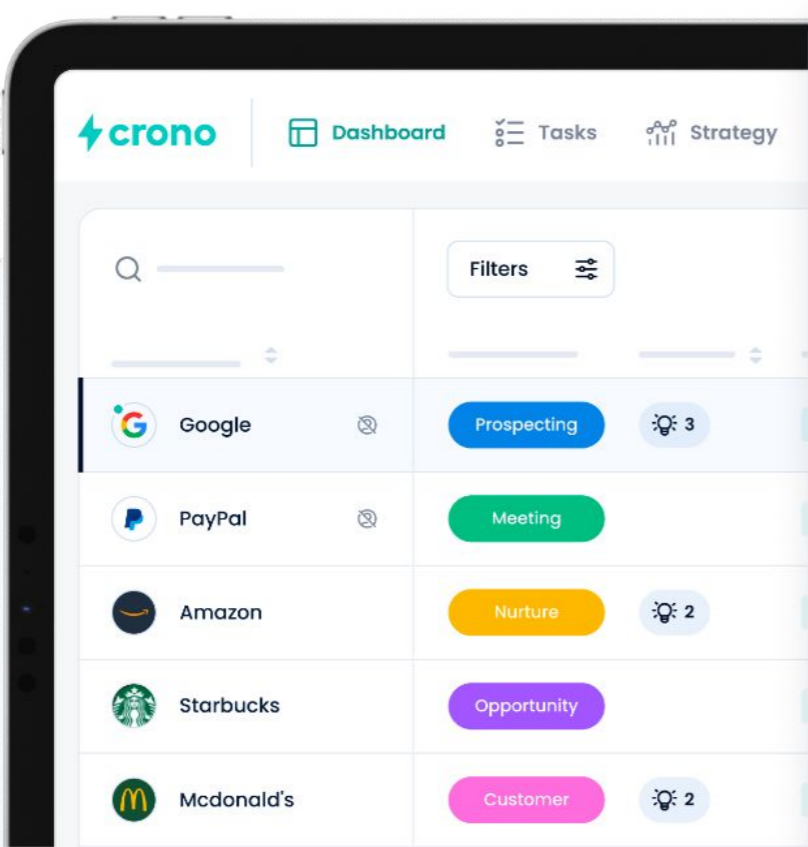 crono
Dashboard
Tasks
Strategy
Filters
Google
Prospecting
3
PayPal
Meeting
Amazon
Nurture
2
Starbucks
Opportunity
Mcdonald's
Customer
2